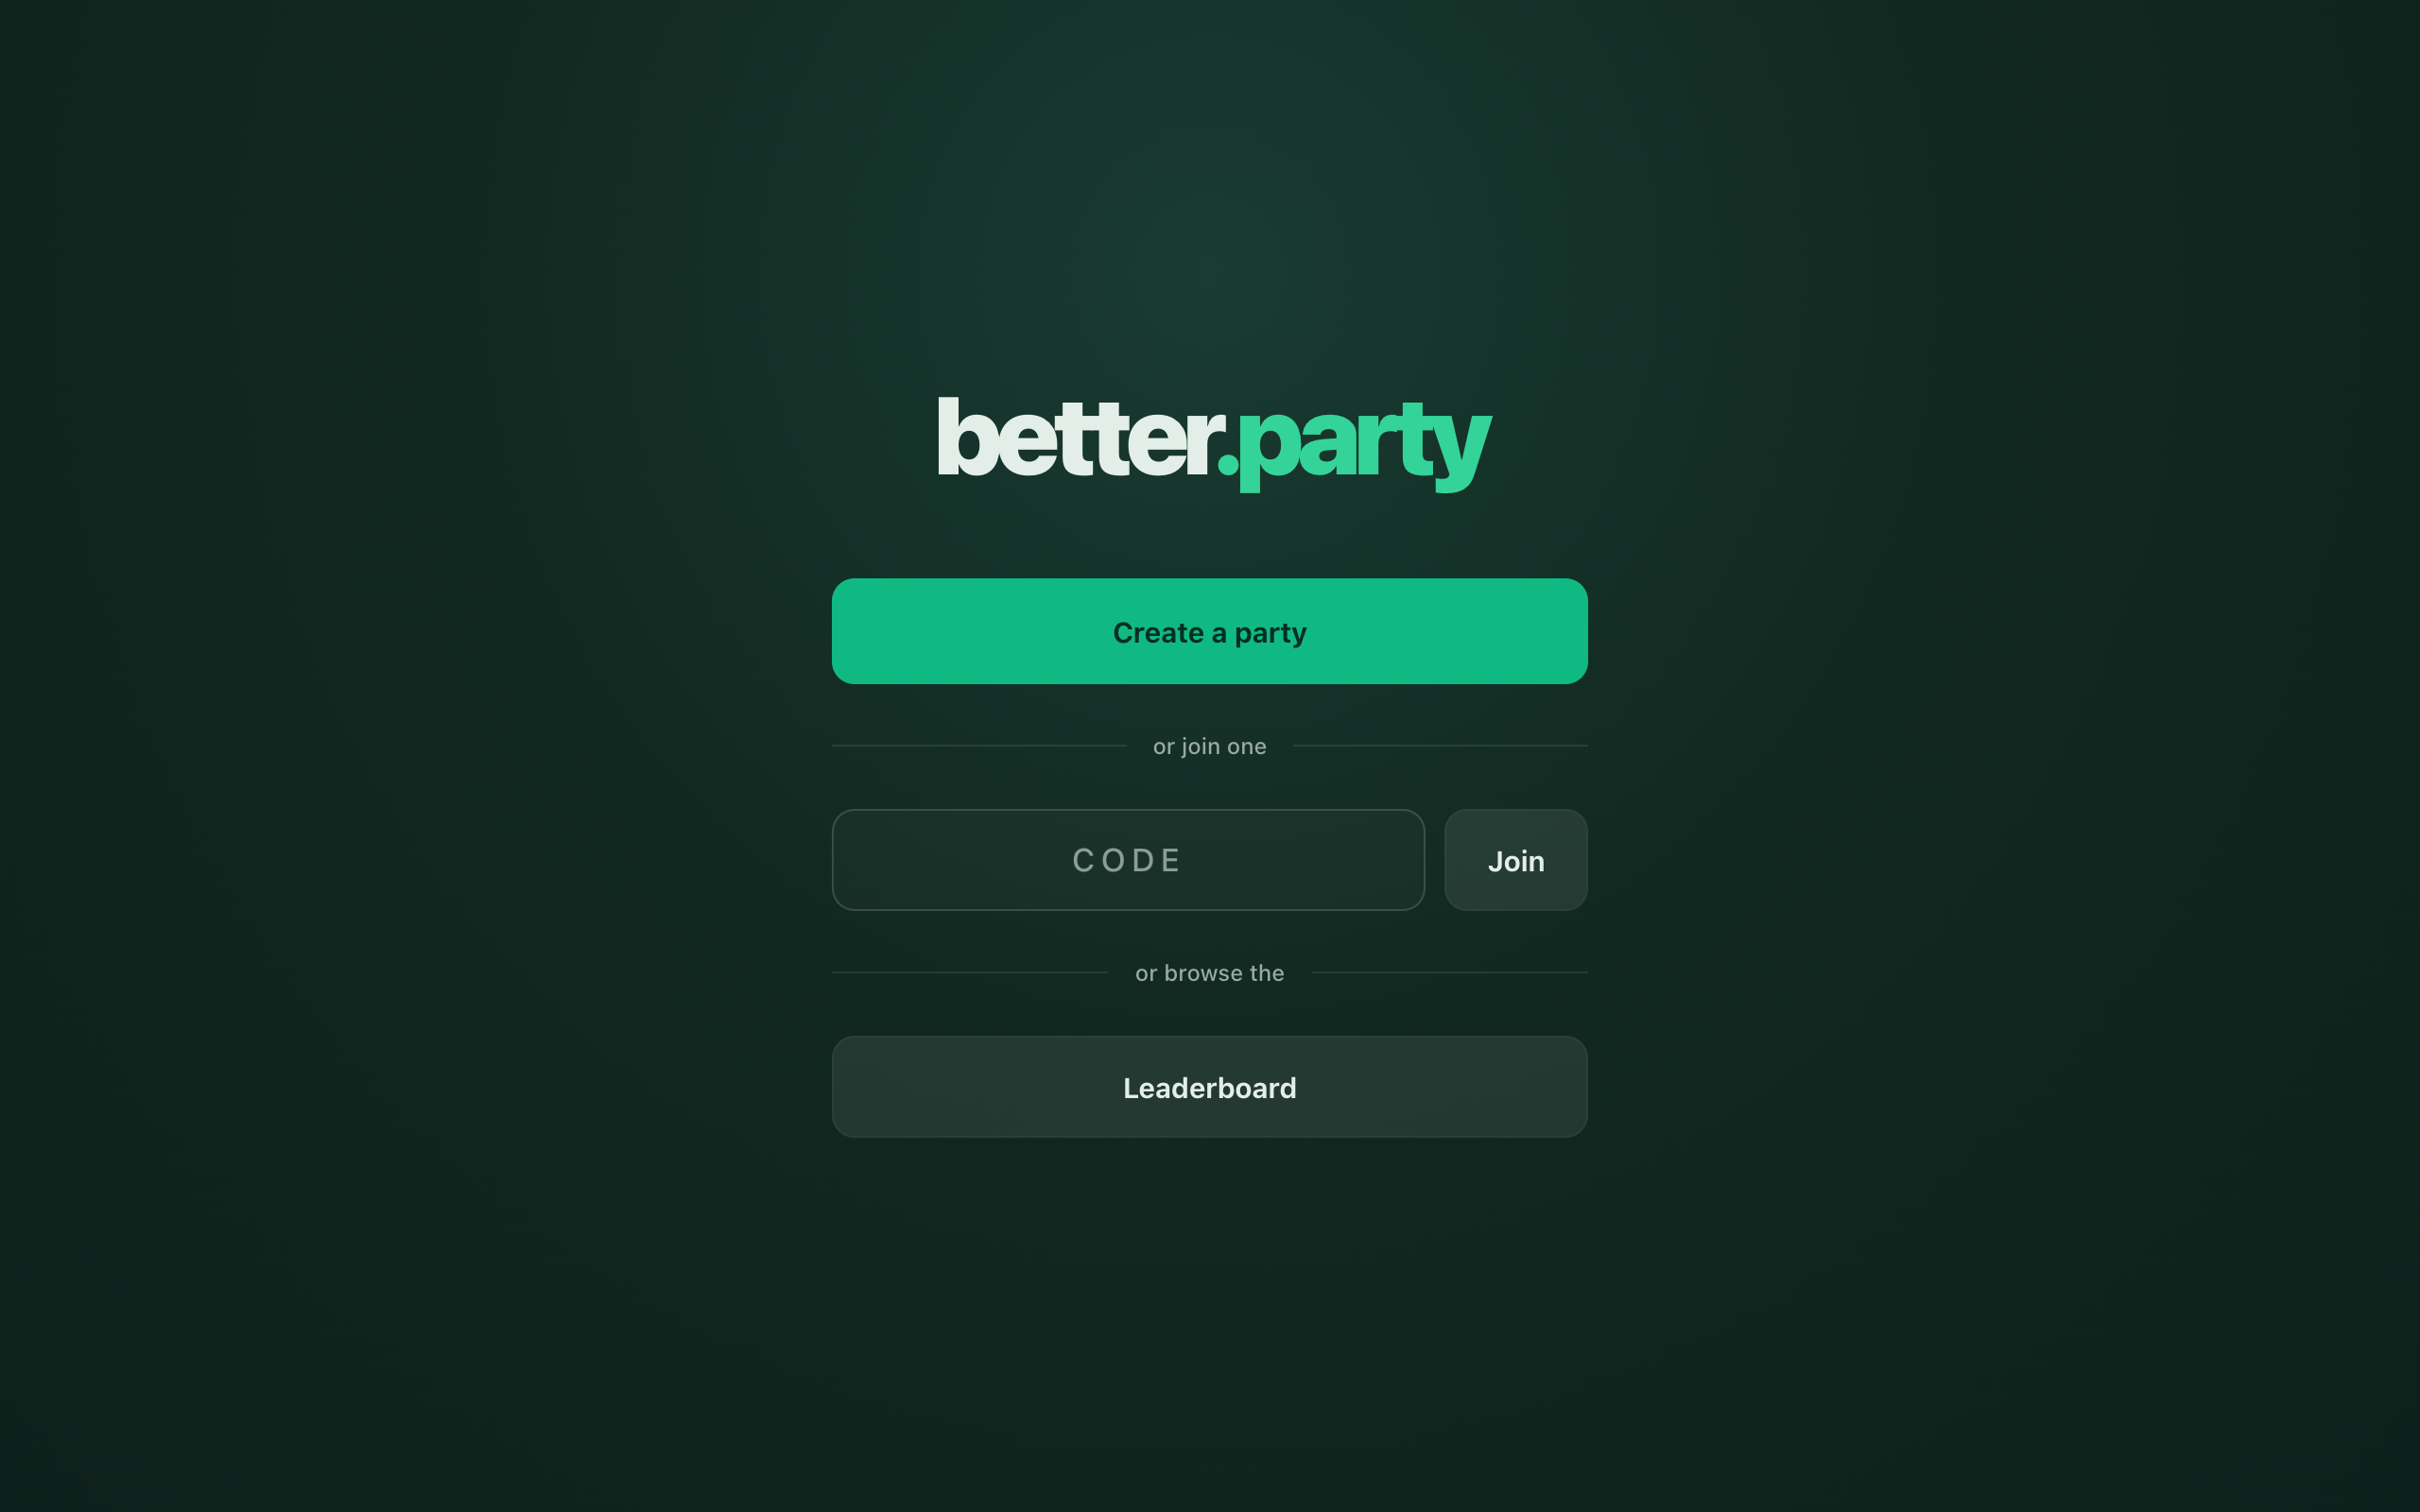 better.party
Create a party
or join one
CODE
Join
or browse the
Leaderboard